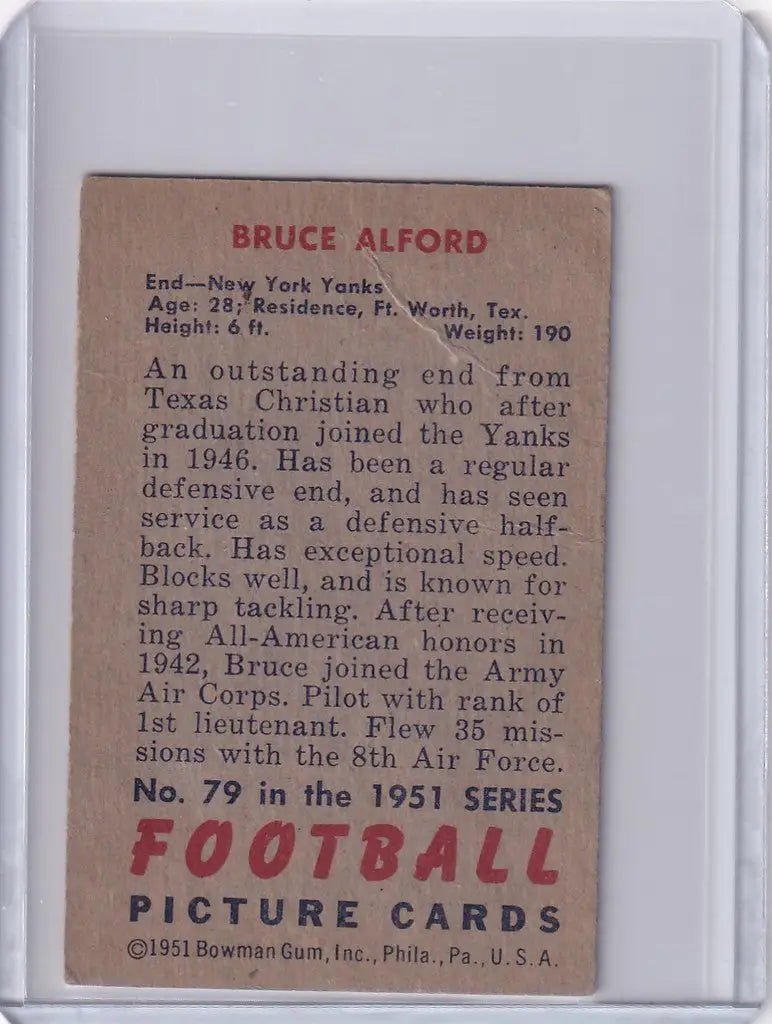 BRUCE ALFORD
End—New York Yanks
Age: 28; Residence, Ft. Worth, Tex.
Height: 6 ft. Weight: 190
An outstanding end from
Texas Christian who after
graduation joined the Yanks
in 1946. Has been a regular
defensive end, and has seen
service as a defensive half-
back. Has exceptional speed.
Blocks well, and is known for
sharp tackling. After receiv-
ing All-American honors in
1942, Bruce joined the Army
Air Corps. Pilot with rank of
1st lieutenant. Flew 35 mis-
sions with the 8th Air Force.
No. 79 in the 1951 SERIES
FOOTBALL
PICTURE CARDS
©1951 Bowman Gum, Inc., Phila., Pa., U. S. A.